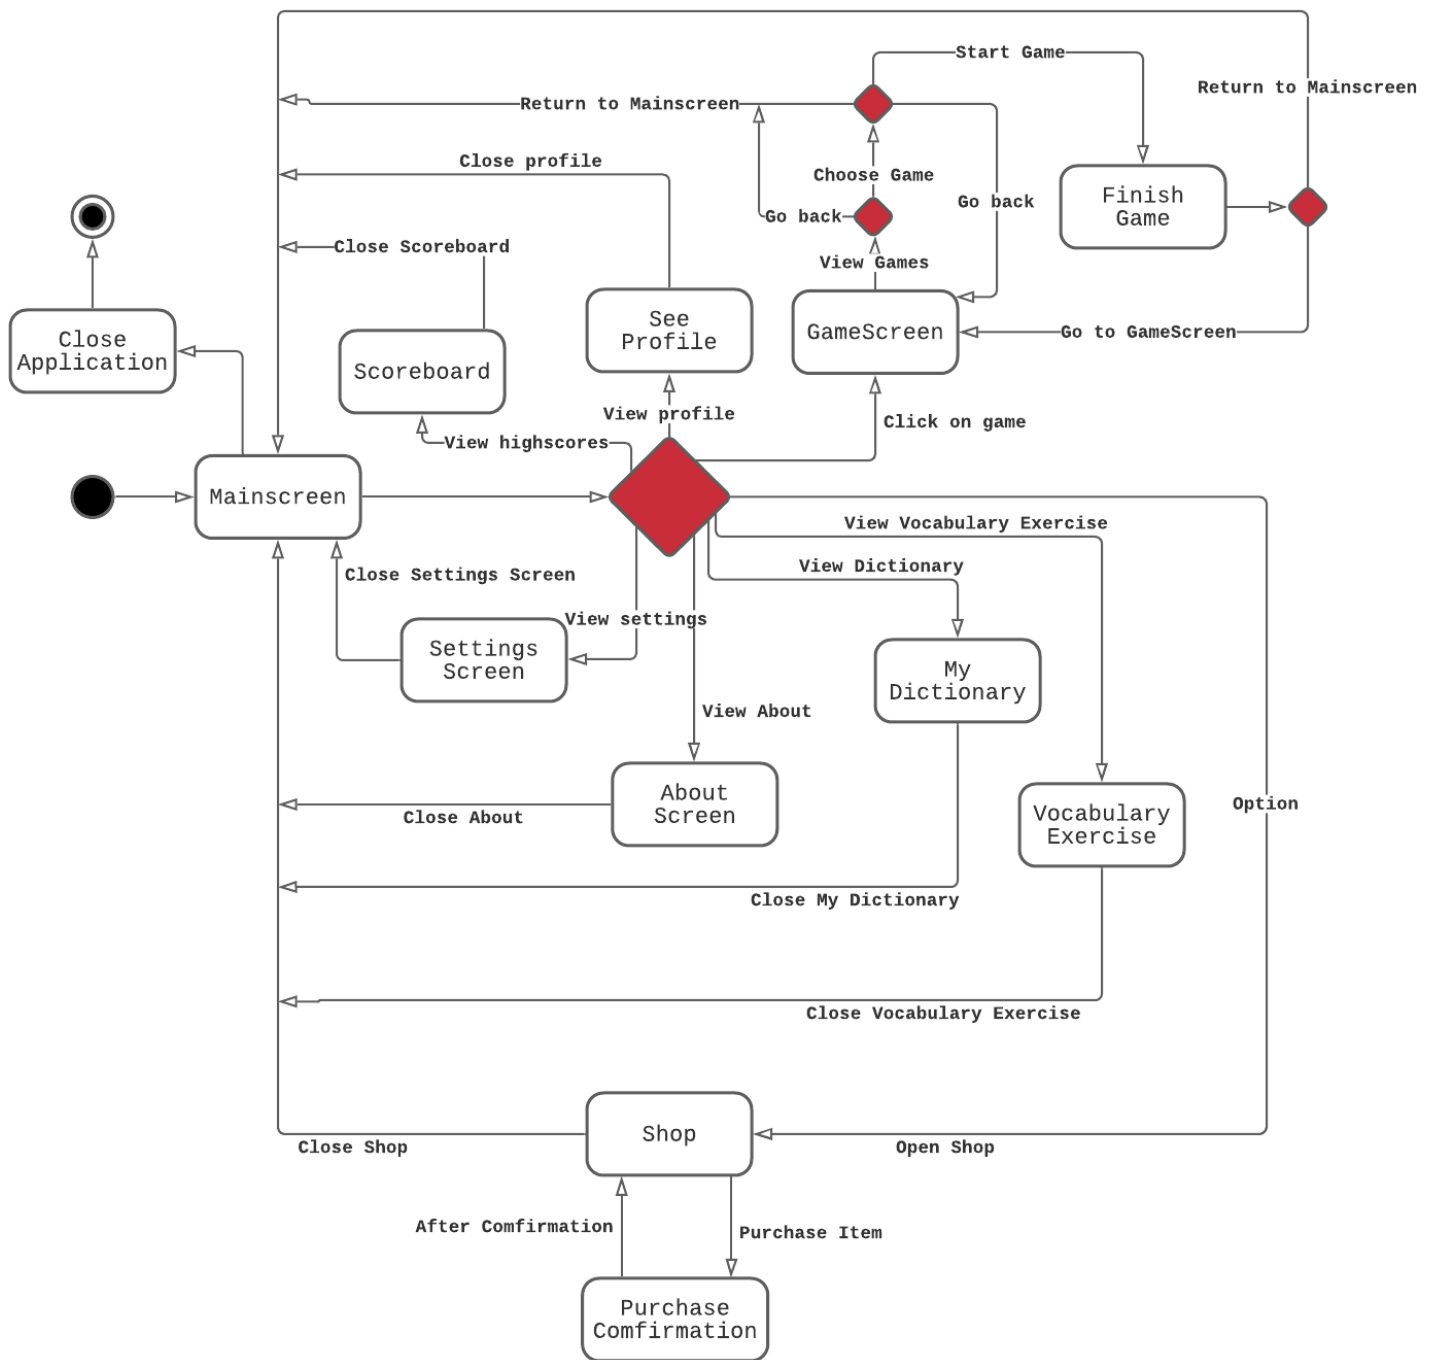 Start Game
Return to Mainscreen
Return to Mainscreen
Close profile
Choose Game
Finish
Game
Go back
Go back
Close Scoreboard
View Games
Close
Application
See
Profile
GameScreen
Go to GameScreen
Scoreboard
View profile
Click on game
View highscores
Mainscreen
View Vocabulary Exercise
View Dictionary
Close Settings Screen
View settings
Settings
Screen
My
Dictionary
View About
About
Screen
Option
Vocabulary
Exercise
Close About
Close My Dictionary
Close Vocabulary Exercise
Shop
Close Shop
Open Shop
After Comfirmation
Purchase Item
Purchase
Comfirmation